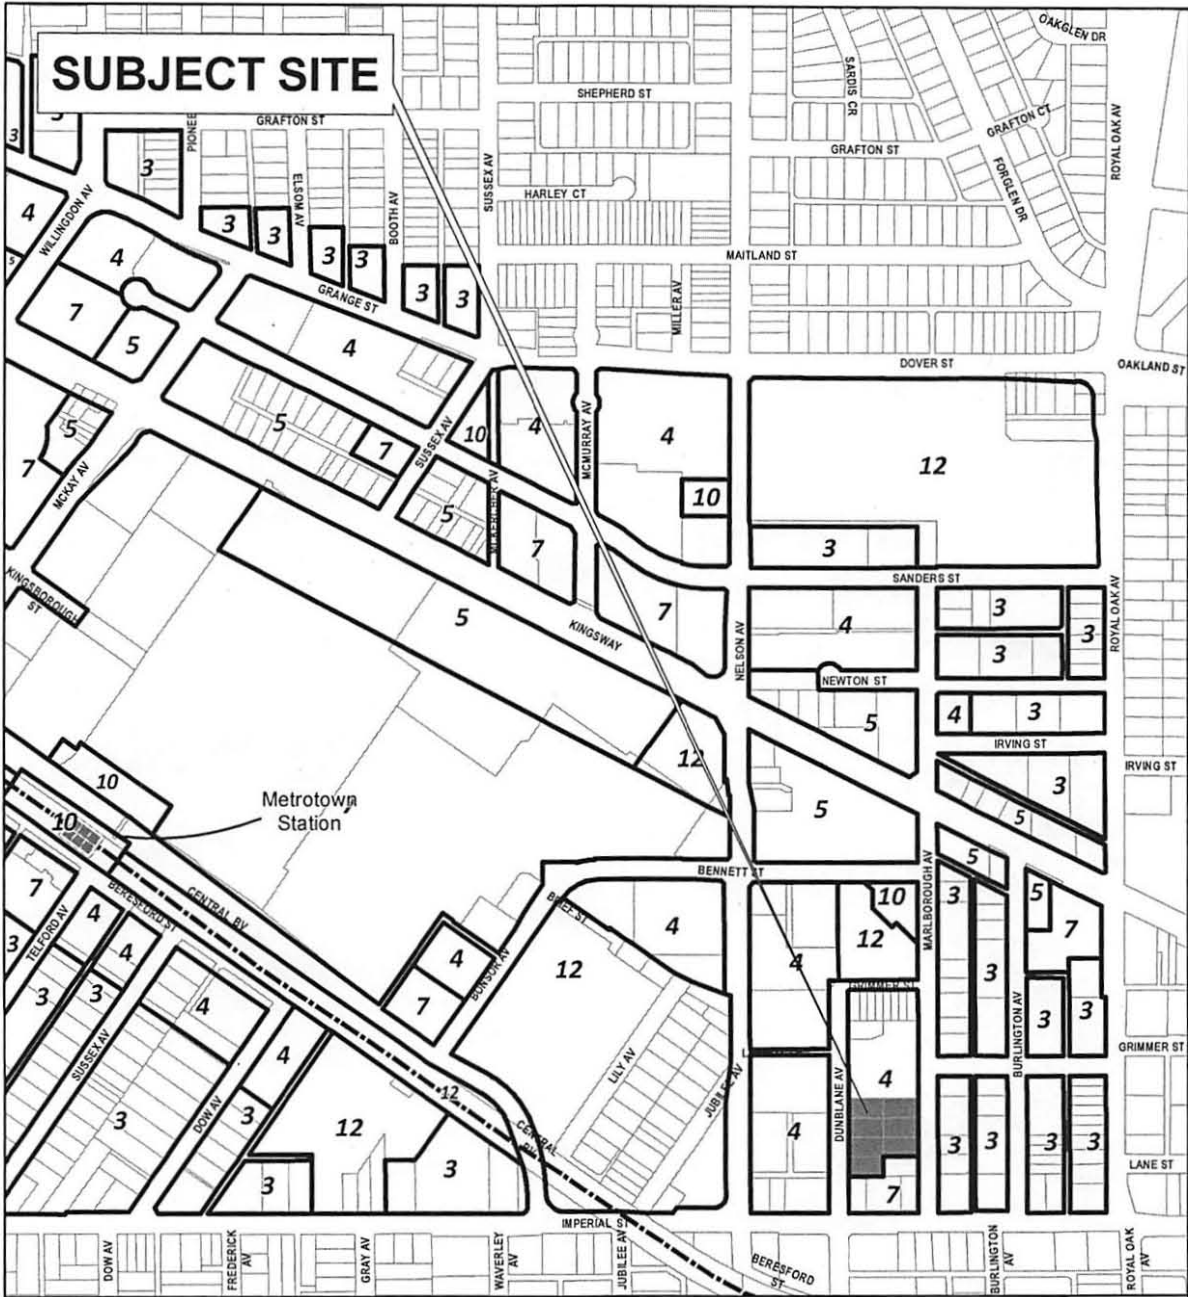 OAKGLEN DR
SUBJECT SITE
SARDIS CR
SHEPHERD ST
GRAFTON ST
GRAFTON CT
ROYAL OAK AV
3
3
GRAFTON ST
FORGLEN DR
SUSSEX AV
ELSOM AV
BOOTH AV
HARLEY CT
WILLINGDON AV
4
3
3
3
3
3
3
MAITLAND ST
MILLER AV
4
5
GRANGE ST
7
5
4
DOVER ST
OAKLAND ST
5
7
SUSSEX AV
10
4
MCMURRAY AV
4
12
5
7
MCKAY AV
5
7
10
3
SANDERS ST
KINGSBOROUGH
ST
5
KINGSWAY
7
NELSON AV
4
3
3
3
ROYAL OAK AV
NEWTON ST
5
4
3
IRVING ST
IRVING ST
12
10
Metrotown
Station
10
5
3
5
BENNETT ST
MARLBOROUGH AV
5
7
TELFORD AV
4
BERESFORD ST
CENTRAL BV
4
3
3
3
SUSSEX AV
4
4
7
BONSOR AV
BRIEF ST
4
12
4
10
12
GRIMMER ST
3
3
5
7
BURLINGTON AV
3
3
GRIMMER ST
LILY AV
JUBILEE AV
DUNBLANE AV
4
4
3
DOW AV
3
4
12
12
CENTRAL
3
3
7
3
3
3
3
LANE ST
IMPERIAL ST
DOW AV
FREDERICK
AV
GRAY AV
WAVERLEY
AV
JUBILEE AV
BERESFORD
ST
BURLINGTON
AV
ROYAL OAK
AV